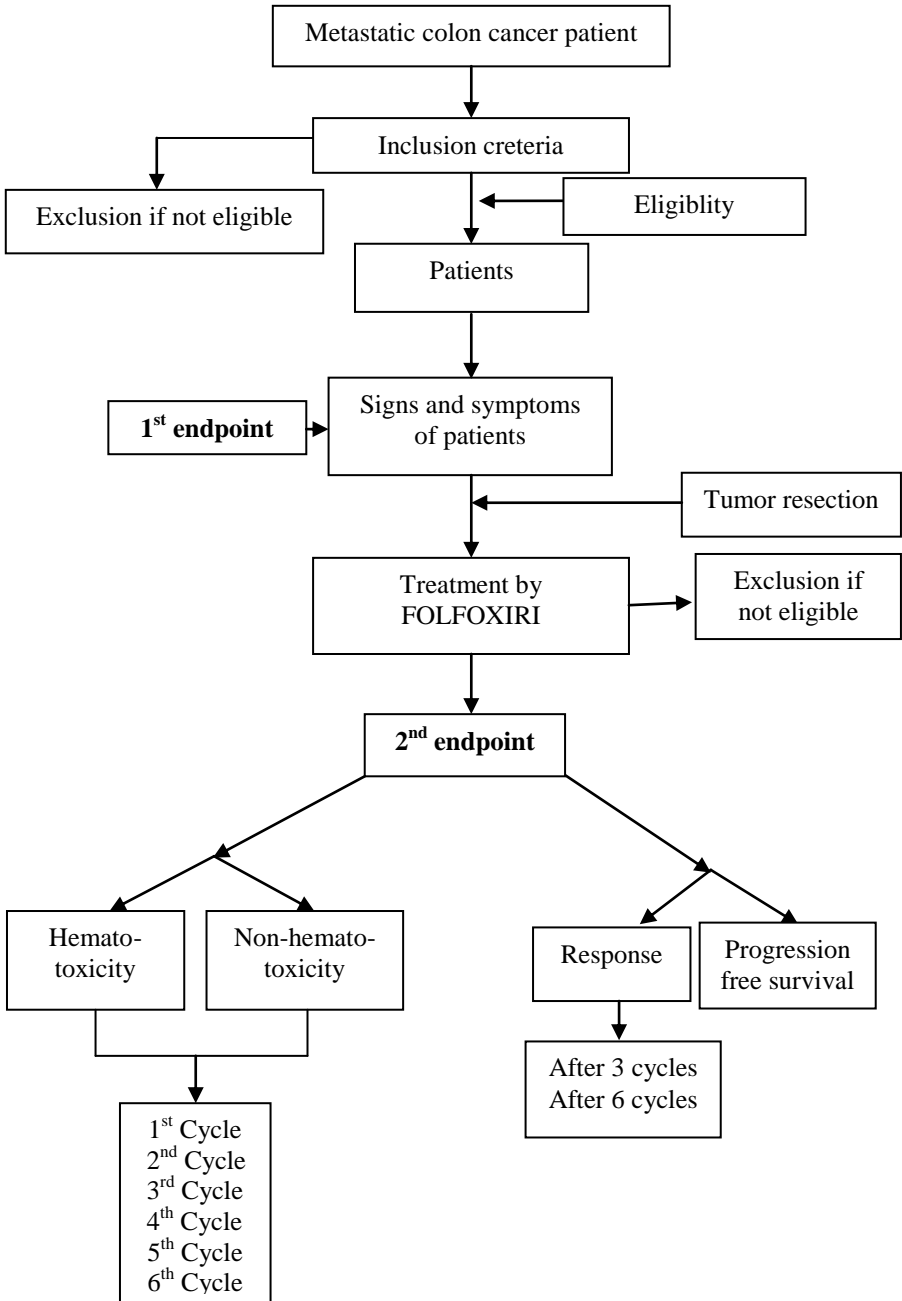 Metastatic colon cancer patient
Inclusion creteria
Exclusion if not eligible
Eligiblity
Patients
Signs and symptoms
of patients
1st endpoint
Tumor resection
Treatment by
FOLFOXIRI
Exclusion if
not eligible
2nd endpoint
Hemato-
toxicity
Non-hemato-
toxicity
Response
Progression
free survival
After 3 cycles
After 6 cycles
1st Cycle
2nd Cycle
3rd Cycle
4th Cycle
5th Cycle
6th Cycle